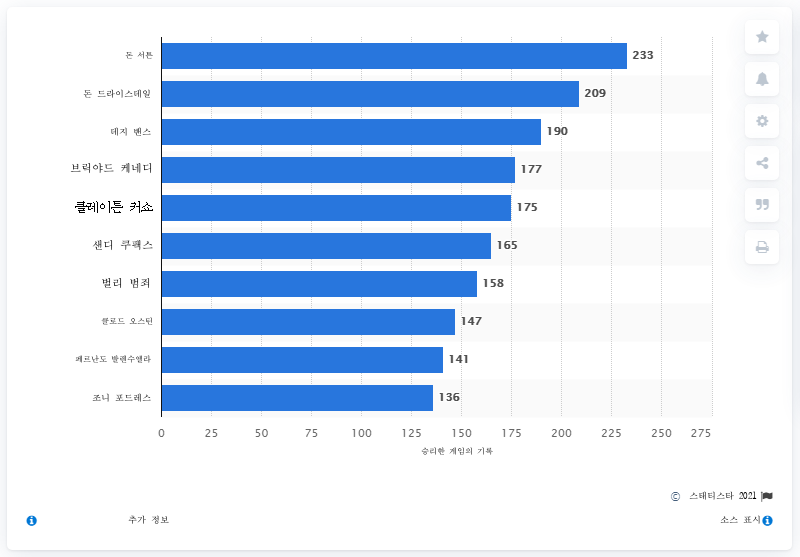 돈 서튼 233
돈 드라이스데일 209
데지 밴스 190
브릭야드 케네디 177
클레이튼 커쇼 175
샌디 쿠팩스 165
벌리 범죄 158
클로드 오스틴 147
페르난도 발렌수엘라 141
조니 포드레스 136
0 25 50 75 100 125 150 175 200 225 250 275
승리한 게임의 기록
© 스태티스타 2021
추가 정보 소스 표시